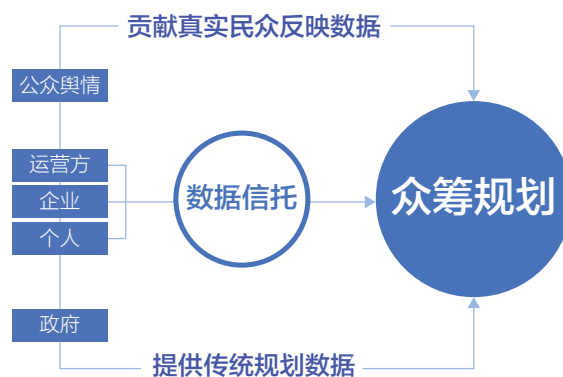 贡献真实民众反映数据
公众舆情
运营方
企业
个人
数据信托
众筹规划
政府
提供传统规划数据